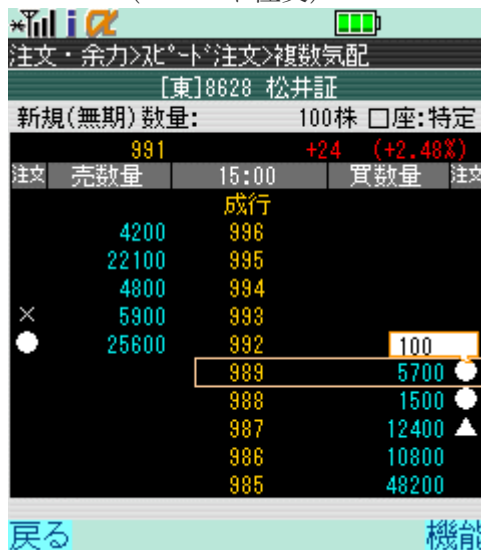 注文・余力>スピード注文>複数気配
[東]8628 松井証
新規(無期)数量: 100株 口座:特定
991 +24 (+2.48%)
注文 売数量 15:00 買数量 注文
成行
4200 996
22100 995
4800 994
× 5900 993
● 25600 992 100
989 5700 ●
988 1500 ●
987 12400 ▲
986 10800
985 48200
戻る 機能